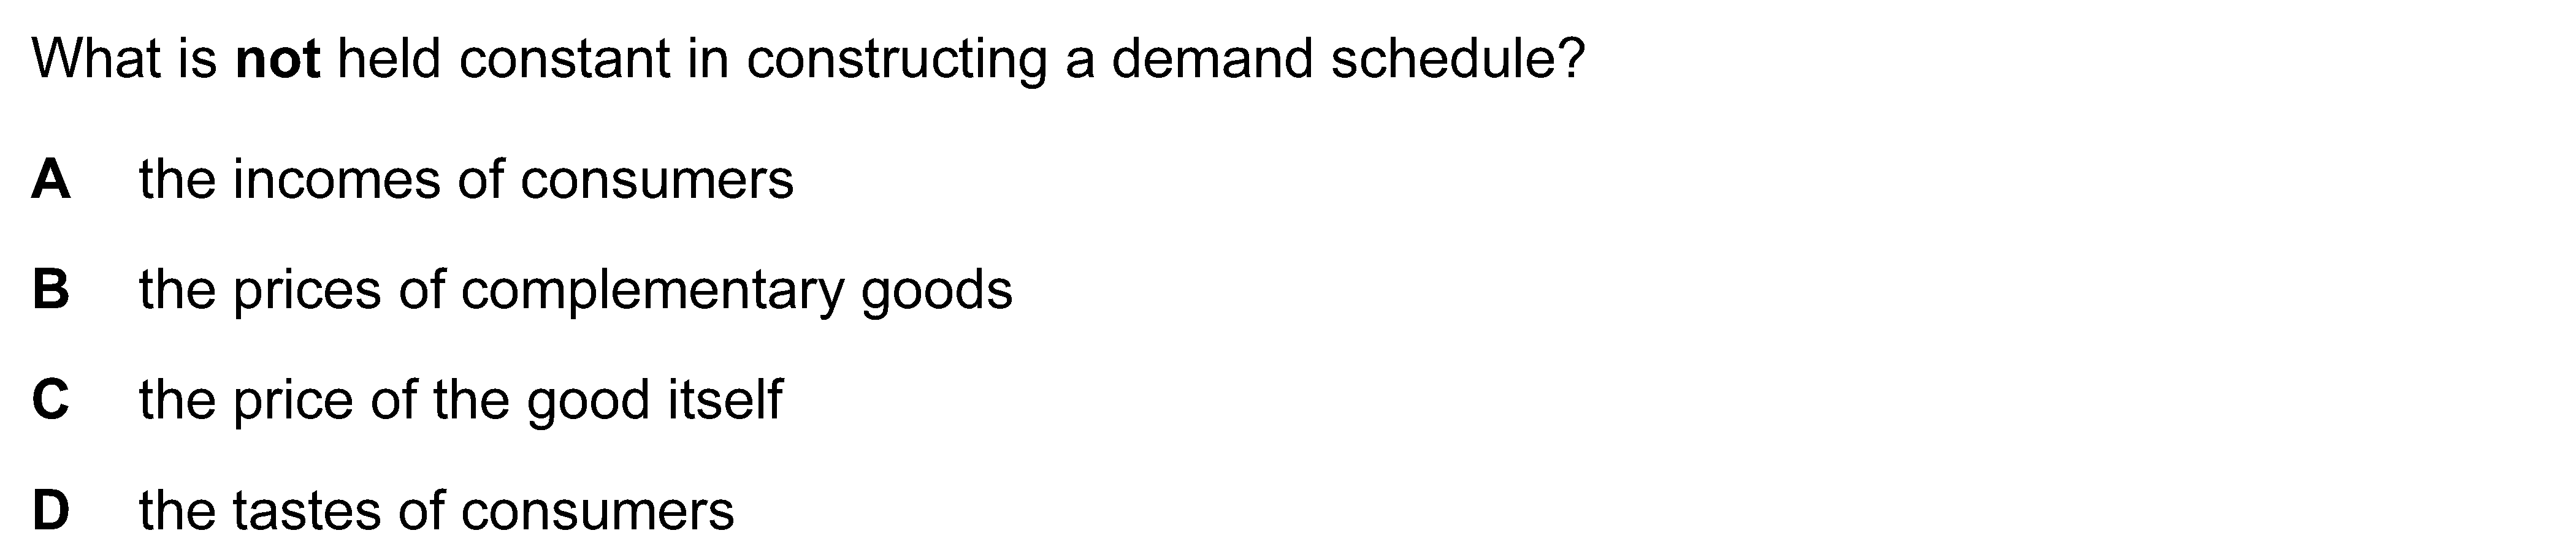 What is not held constant in constructing a demand schedule?
A the incomes of consumers
B the prices of complementary goods
C the price of the good itself
D the tastes of consumers